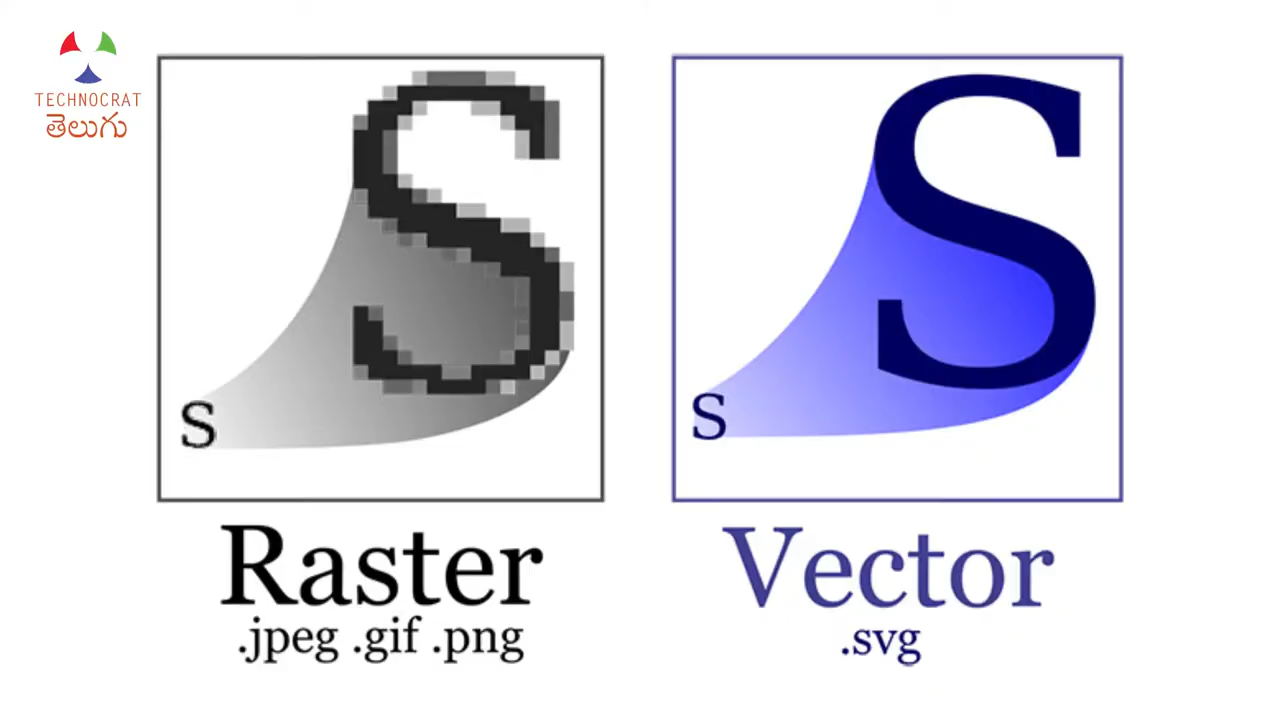 TECHNOCRAT
తెలుగు
S
S
Raster
.jpeg .gif .png
S
S
Vector
.svg